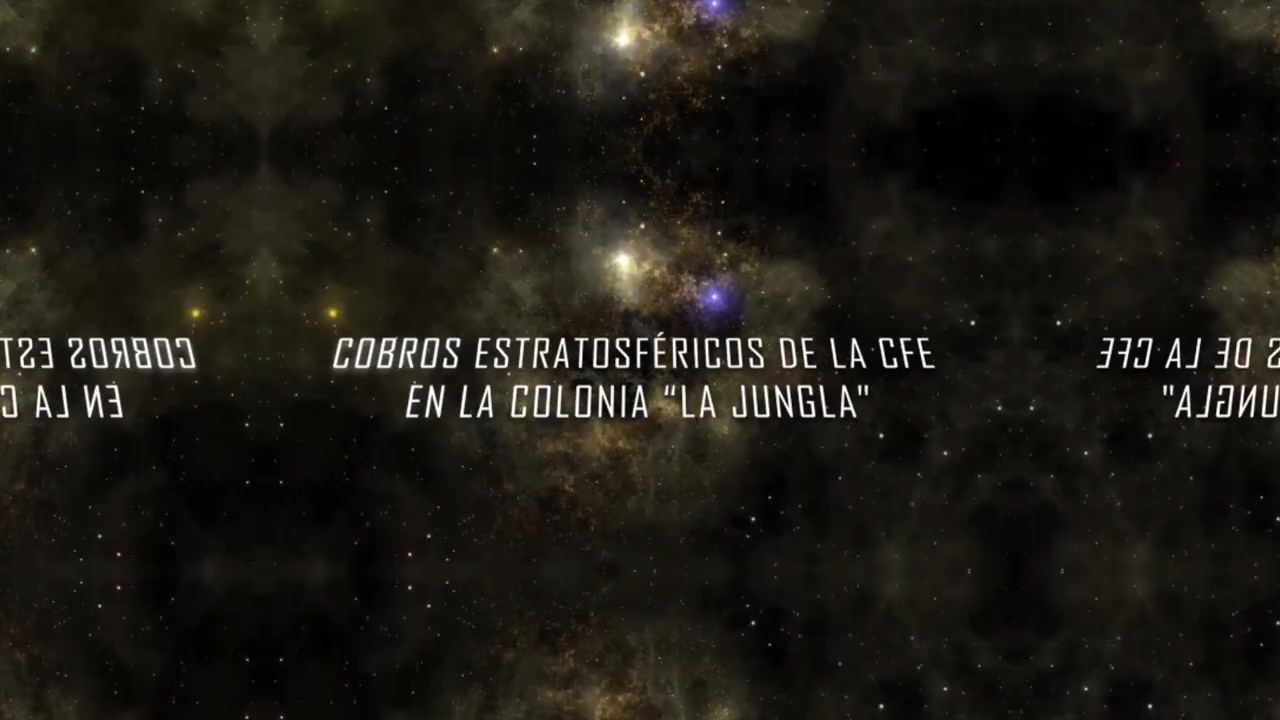 COBROS ESTRATOSFÉRICOS DE LA CFE
EN LA COLONIA “LA JUNGLA"